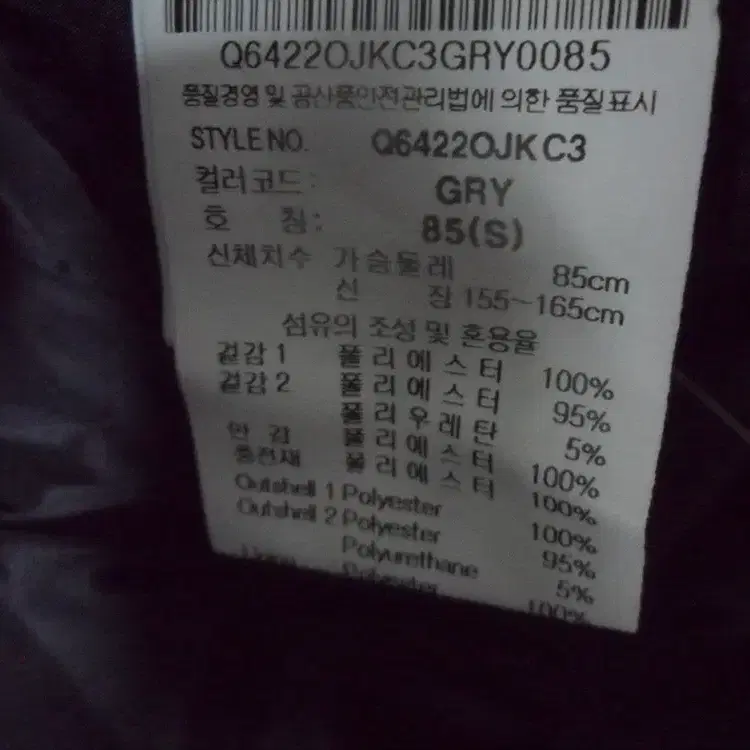 Q6422OJKC3GRY0085
품질경영 및 공산품안전관리법에 의한 품질표시
STYLE NO. Q6422OJKC3
컬러코드: GRY
호 칭: 85(S)
신체치수 가슴둘레 85cm
신 장 155~165cm
섬유의 조성 및 혼용율
겉감 1 폴리에스터 100%
겉감 2 폴리에스터 95%
폴리우레탄 5%
안 감 폴리에스터 100%
충전재 폴리에스터 100%
Outshell 1 Polyester 100%
Outshell 2 Polyester 95%
Polyurethane 5%
Polyester 100%